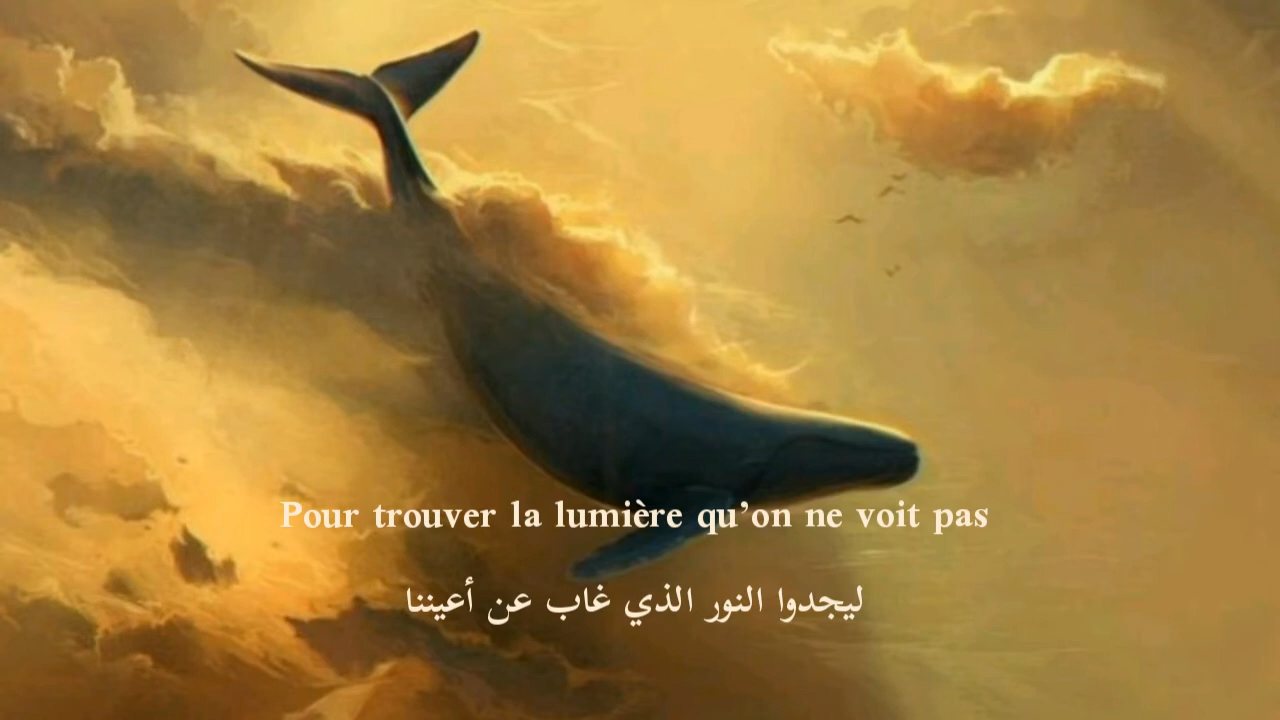 Pour trouver la lumière qu’on ne voit pas
ليجدوا النور الذي غاب عن أعيننا